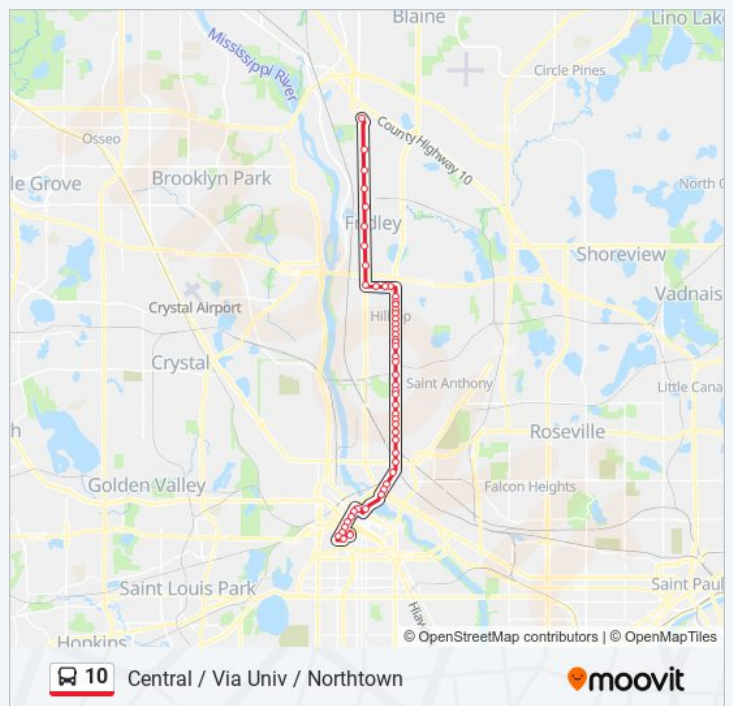 Blaine
Lino Lake
Mississippi River
Circle Pines
County Highway 10
Osseo
le Grove
Brooklyn Park
North O
Fridley
Shoreview
Crystal Airport
Vadnais
Hilltop
Crystal
Saint Anthony
Little Cana
h
Roseville
Golden Valley
Falcon Heights
Saint Louis Park
Saint Paul
Hiaw
Hopkins
© OpenStreetMap contributors | © OpenMapTiles
10 Central / Via Univ / Northtown
moovit